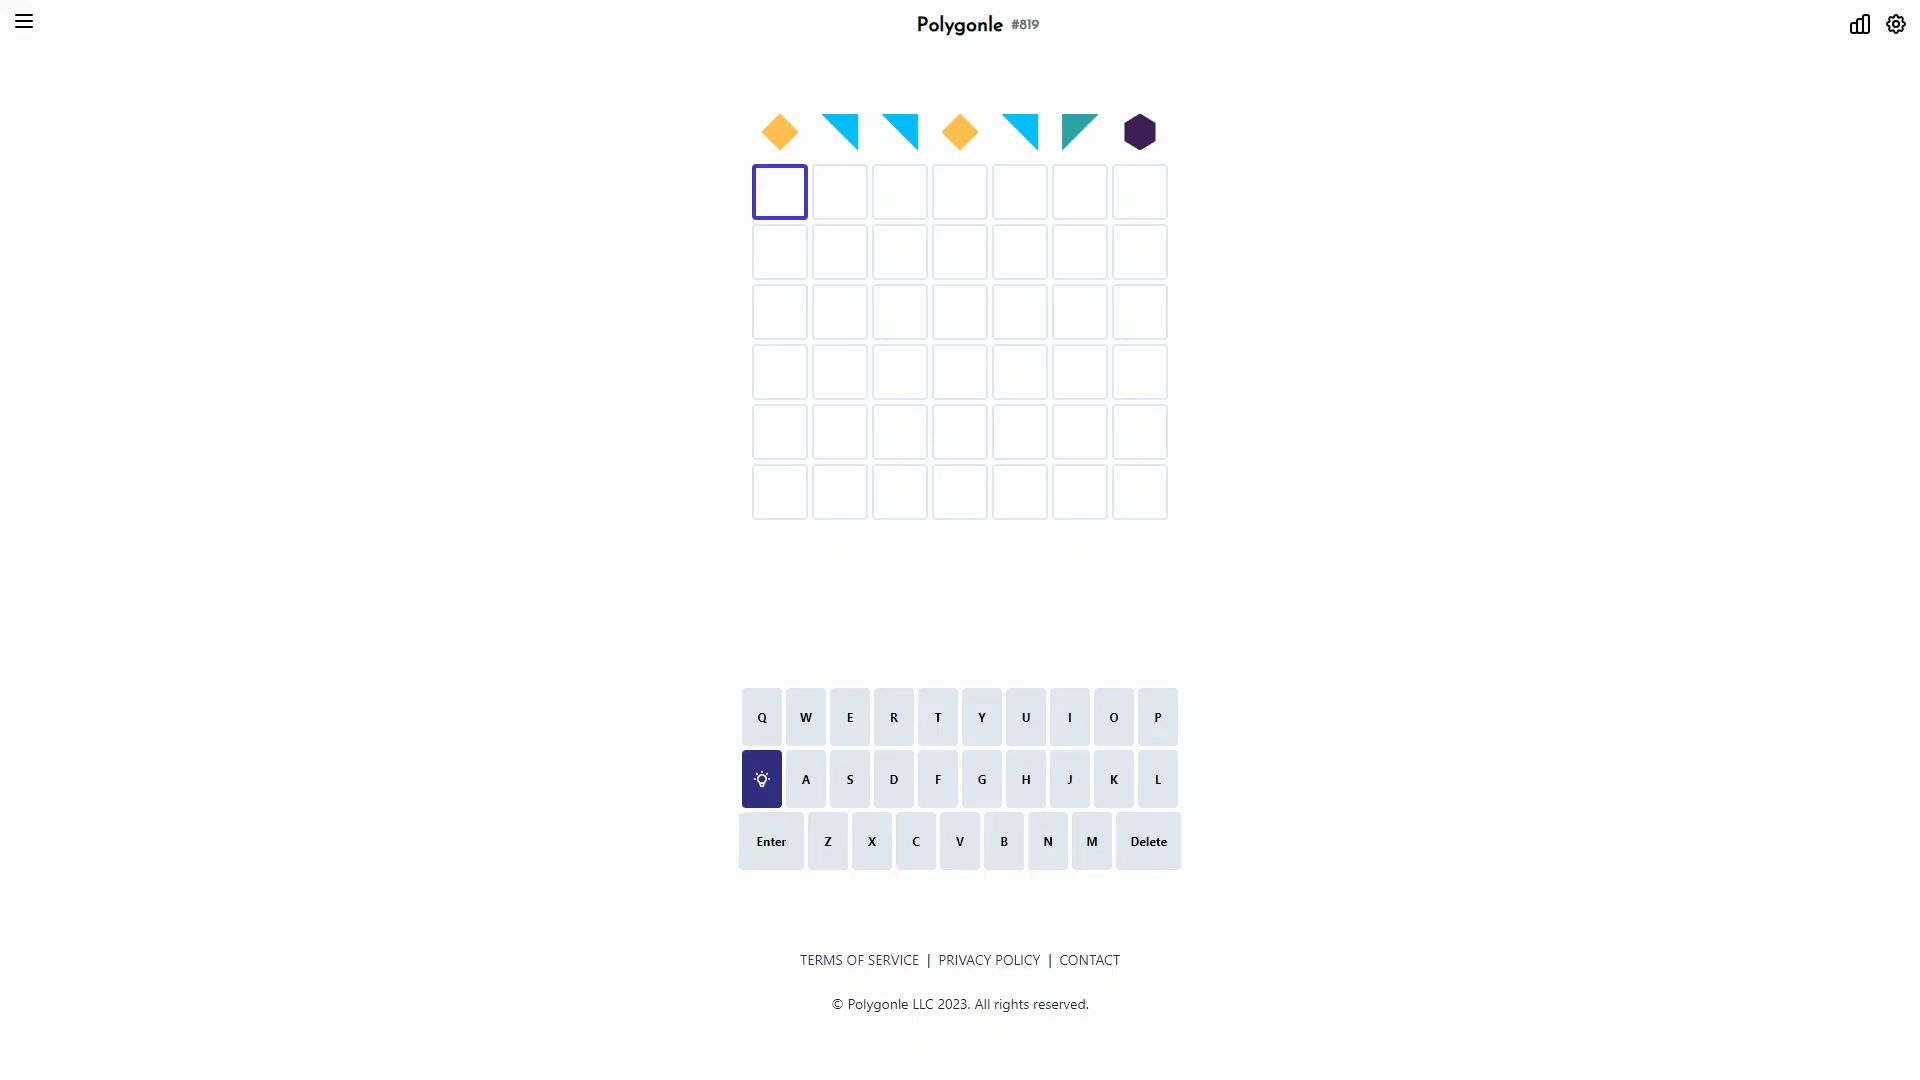 Polygonle #819
Q W E R T Y U I O P
A S D F G H J K L
Enter Z X C V B N M Delete
TERMS OF SERVICE | PRIVACY POLICY | CONTACT
© Polygonle LLC 2023. All rights reserved.